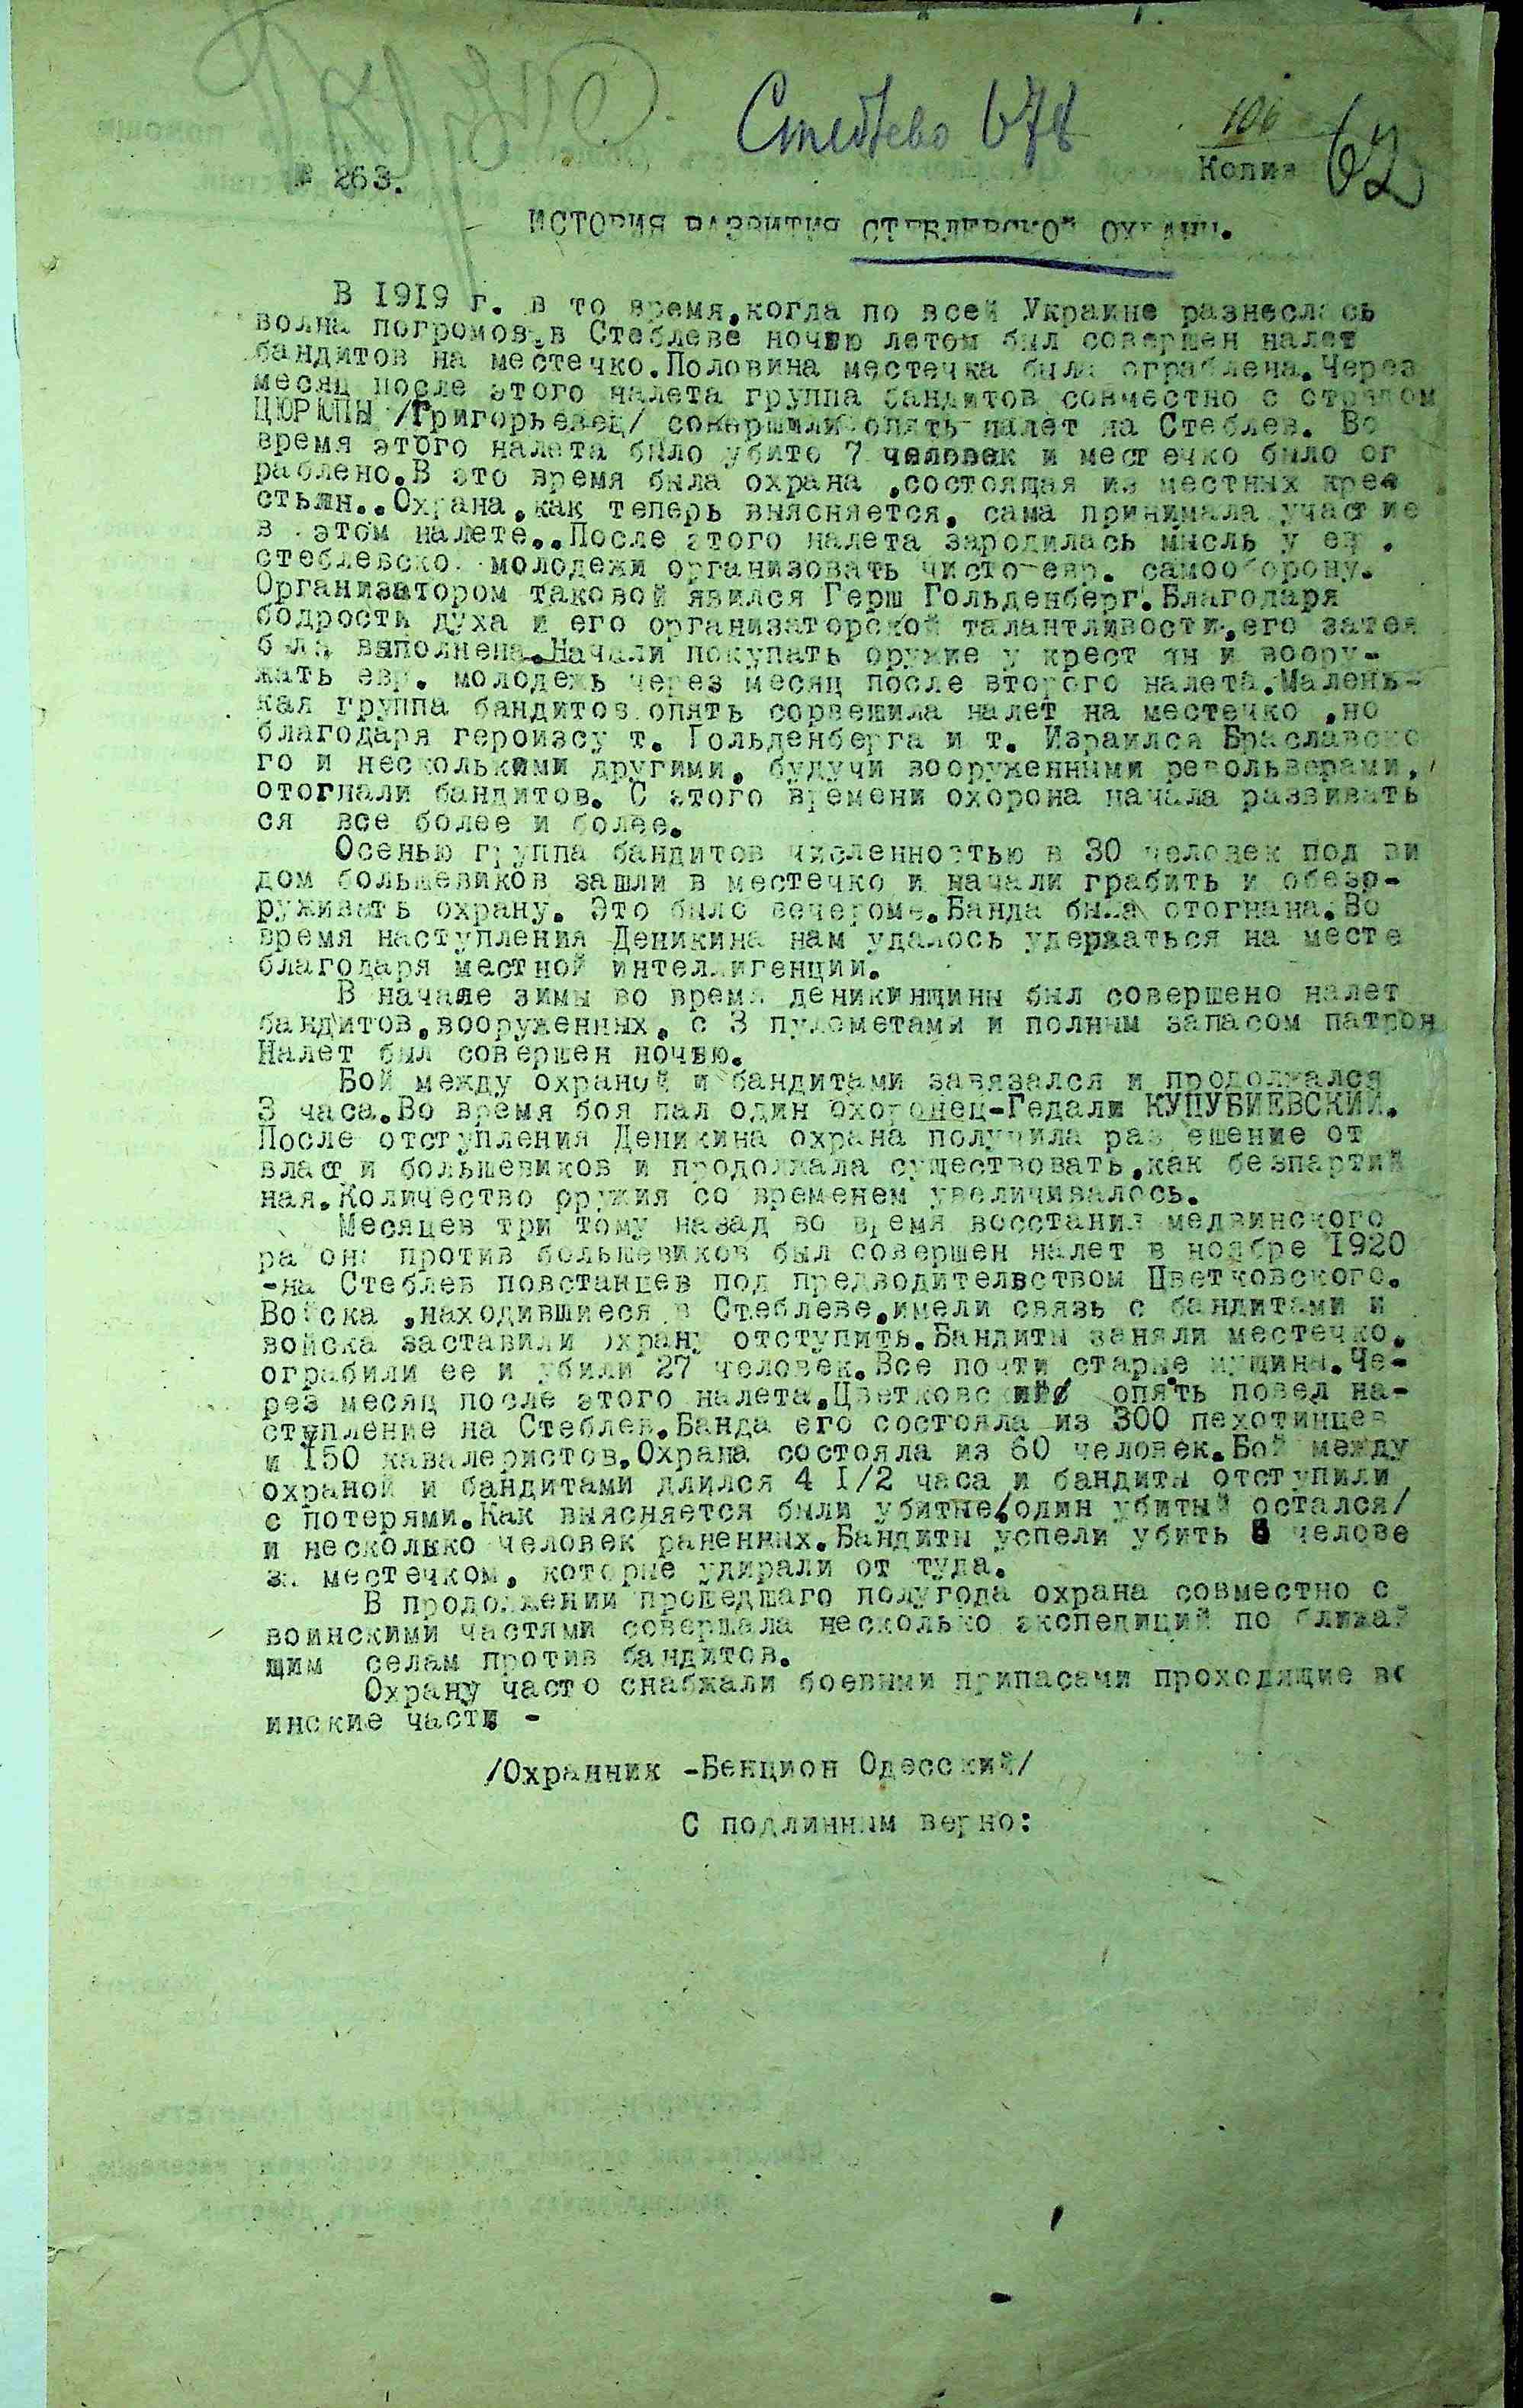 Стеблево 678
106
№ 263.
Копия 62
ИСТОРИЯ РАЗВИТИЯ СТЕБЛЕВСКОЙ ОХРАНЫ.
В 1919 г. в то время,когда по всей Украине разнеслась
волна погромов,в Стеблеве ночью летом был совершен налет
бандитов на местечко.Половина местечка была ограблена.Через
месяц после этого налета группа бандитов совместно с отрядом
ЦЮРЮПЫ /Григорьевец/ совершили опять налет на Стеблев. Во
время этого налета было убито 7 человек и местечко было ог
раблено.В это время была охрана ,состоящая из местных кре
стьян..Охрана,как теперь выясняется, сама принимала участие
в этом налете..После этого налета зародилась мысль у ев.
стеблевской молодежи организовать чисто-евр. самооборону.
Организатором таковой явился Герш Гольденберг.Благодаря
бодрости духа и его организаторской талантливости,его затея
была выполнена.Начали покупать оружие у крестьян и воору-
жать евр. молодежь через месяц после второго налета.Малень-
кая группа бандитов опять сорвешила налет на местечко ,но
благодаря героизсу т. Гольденберга и т. Израился Браславско
го и несколькими другими, будучи вооруженными револьверами,
отогнали бандитов. С этого времени охорона начала развивать
ся все более и более.
Осенью группа бандитов численностью в 30 человек под ви
дом большевиков зашли в местечко и начали грабить и обезо-
руживать охрану. Это было вечером.Банда была отогнана.Во
время наступления Деникина нам удалось удержаться на месте
благодаря местной интеллигенции.
В начале зимы во время деникинщины был совершено налет
бандитов,вооруженных, с 3 пулометами и полным запасом патрон
Налет был совершен ночью.
Бой между охраной и бандитами завязался и продолжался
3 часа.Во время боя пал один охоронец-Гедали КУПУБИЕВСКИЙ.
После отступления Деникина охрана получила разрешение от
власти большевиков и продолжала существовать,как безпартий
ная.Количество оружия со временем увеличивалось.
Месяцев три тому назад во время восстания медвинского
района против большевиков был совершен налет в ноябре 1920
-на Стеблев повстанцев под предводителвством Цветковского.
Войска ,находившиеся в Стеблеве,имели связь с бандитами и
войска заставили охрану отступить.Бандиты заняли местечко,
ограбили ее и убили 27 человек.Все почти старые мущины.Че-
рез месяц после этого налета,Цветковский опять повел на-
ступление на Стеблев.Банда его состояла из 300 пехотинцев
и 150 кавалеристов.Охрана состояла из 60 человек.Бой между
охраной и бандитами длился 4 1/2 часа и бандиты отступили
с потерями.Как выясняется были убитые/один убитый остался/
и несколько человек раненных.Бандиты успели убить челове
за местечком, которые удирали от туда.
В продолжении прошедшаго полугода охрана совместно с
воинскими частями совершала несколько экспедиций по ближай
шим селам против бандитов.
Охрану часто снабжали боевыми припасами проходящие во
инские части -
/Охранник -Бенцион Одесский/
С подлинным верно: